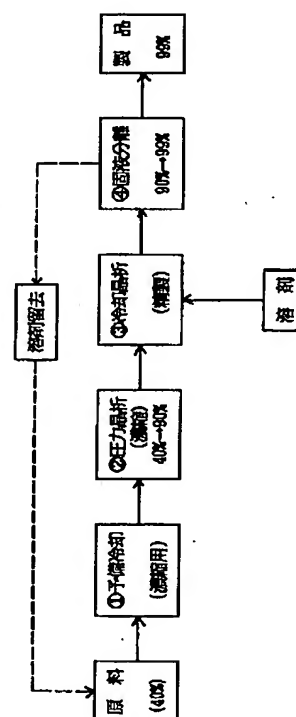 原料
(40%)
①予備冷却
(濃縮用)
②圧力晶析
(濃縮)
40%→90%
③冷却晶析
(精製)
溶剤
④固液分離
90%→99%
溶剤留去
製品
99%